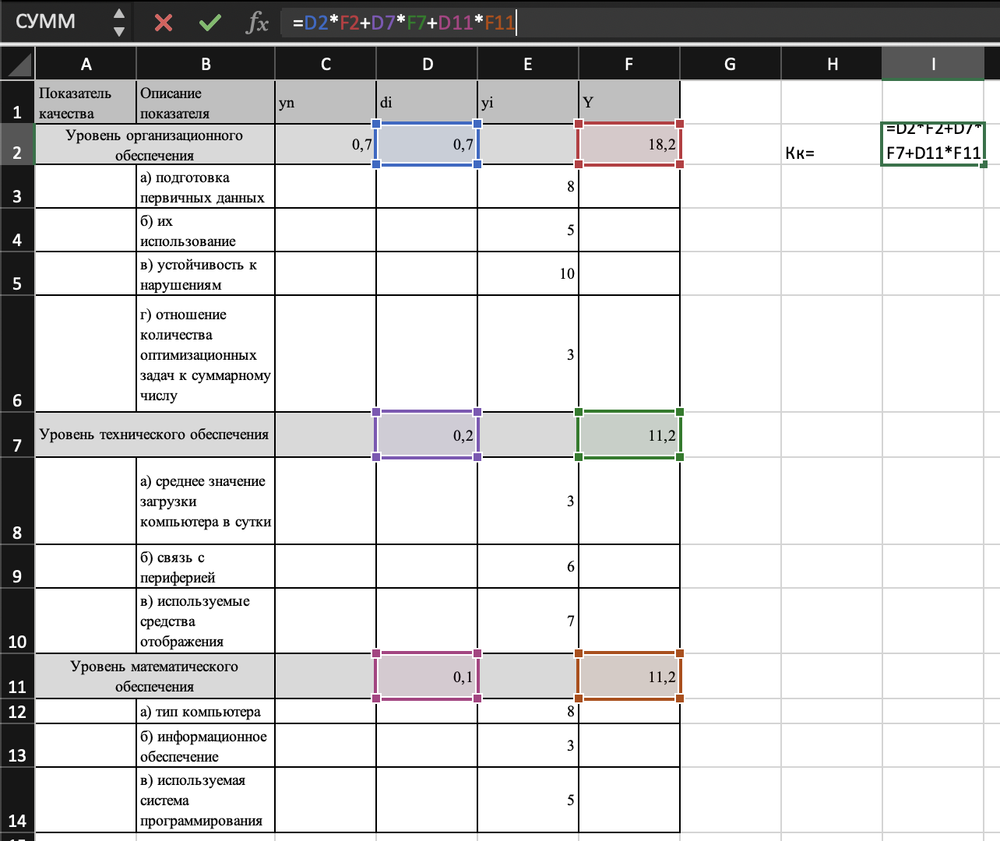 СУММ
fx
=D2*F2+D7*F7+D11*F11
A B C D E F G H I
1
Показатель
качества
Описание
показателя
yn
di
yi
Y
2
Уровень организационного
обеспечения
0,7
0,7
18,2
Кк=
=D2*F2+D7*
F7+D11*F11
3
а) подготовка
первичных данных
8
4
б) их
использование
5
5
в) устойчивость к
нарушениям
10
6
г) отношение
количества
оптимизационных
задач к суммарному
числу
3
7
Уровень технического обеспечения
0,2
11,2
8
а) среднее значение
загрузки
компьютера в сутки
3
9
б) связь с
периферией
6
10
в) используемые
средства
отображения
7
11
Уровень математического
обеспечения
0,1
11,2
12
а) тип компьютера
8
13
б) информационное
обеспечение
3
14
в) используемая
система
программирования
5